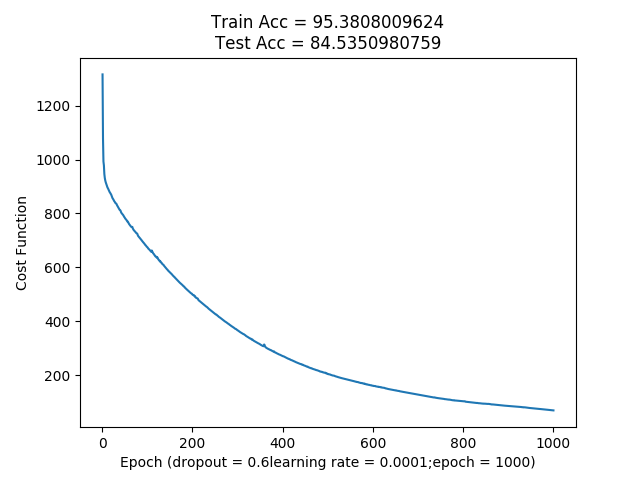 Train Acc = 95.3808009624
Test Acc = 84.5350980759
1200
1000
800
600
400
200
Cost Function
0 200 400 600 800 1000
Epoch (dropout = 0.6learning rate = 0.0001;epoch = 1000)